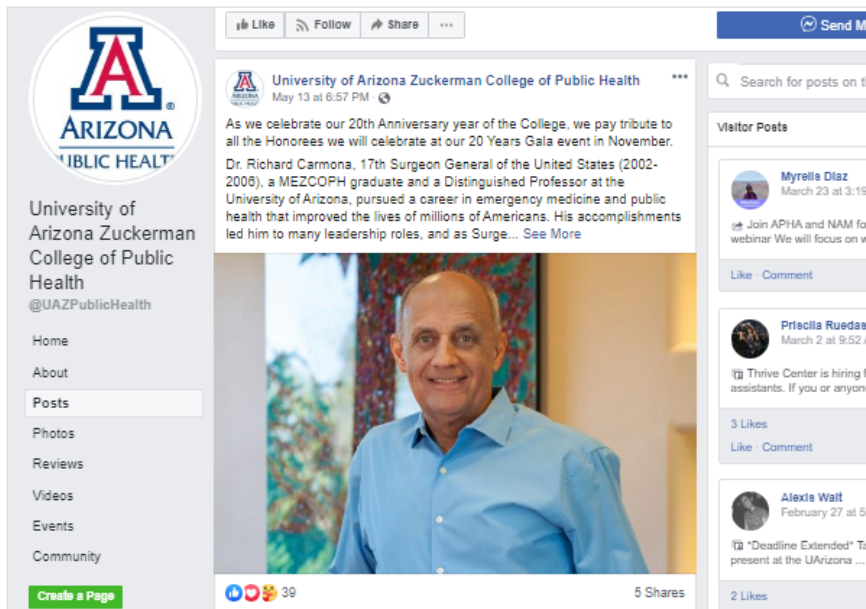 A
ARIZONA
PUBLIC HEALT
University of
Arizona Zuckerman
College of Public
Health
@UAZPublicHealth
Home
About
Posts
Photos
Reviews
Videos
Events
Community
Create a Page
Like
Follow
Share
University of Arizona Zuckerman College of Public Health
May 13 at 6:57 PM
As we celebrate our 20th Anniversary year of the College, we pay tribute to
all the Honorees we will celebrate at our 20 Years Gala event in November.
Dr. Richard Carmona, 17th Surgeon General of the United States (2002-
2006), a MEZCOPH graduate and a Distinguished Professor at the
University of Arizona, pursued a career in emergency medicine and public
health that improved the lives of millions of Americans. His accomplishments
led him to many leadership roles, and as Surge... See More
39
5 Shares
Send M
Search for posts on t
Visitor Posts
Myrelis Diaz
March 23 at 3:19
Join APHA and NAM fo
webinar We will focus on w
Like · Comment
Priscila Ruedas
March 2 at 9:52
Thrive Center is hiring f
assistants. If you or anyon
3 Likes
Like · Comment
Alexis Wait
February 27 at 5
*Deadline Extended* Ta
present at the UArizona ...
2 Likes